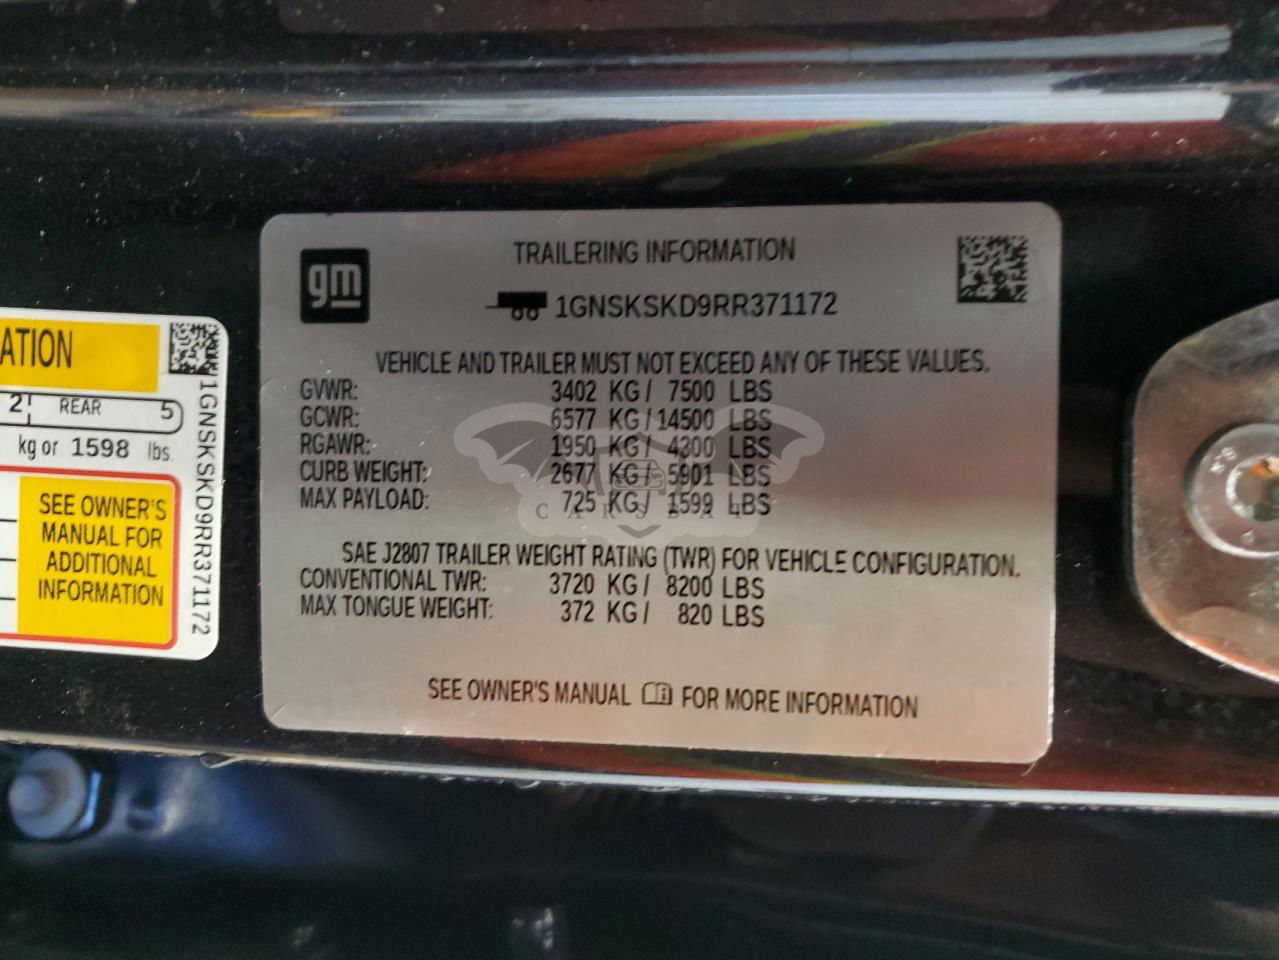 ATION
2 REAR 5
kg or 1598 lbs.
SEE OWNER'S
MANUAL FOR
ADDITIONAL
INFORMATION
1GNSKSKD9RR371172
gm
TRAILERING INFORMATION
1GNSKSKD9RR371172
VEHICLE AND TRAILER MUST NOT EXCEED ANY OF THESE VALUES.
GVWR: 3402 KG/ 7500 LBS
GCWR: 6577 KG/14500 LBS
RGAWR: 1950 KG/ 4300 LBS
CURB WEIGHT: 2677 KG/ 5901 LBS
MAX PAYLOAD: 725 KG/ 1599 LBS
CARSBAT
SAE J2807 TRAILER WEIGHT RATING (TWR) FOR VEHICLE CONFIGURATION.
CONVENTIONAL TWR: 3720 KG/ 8200 LBS
MAX TONGUE WEIGHT: 372 KG/ 820 LBS
SEE OWNER'S MANUAL FOR MORE INFORMATION